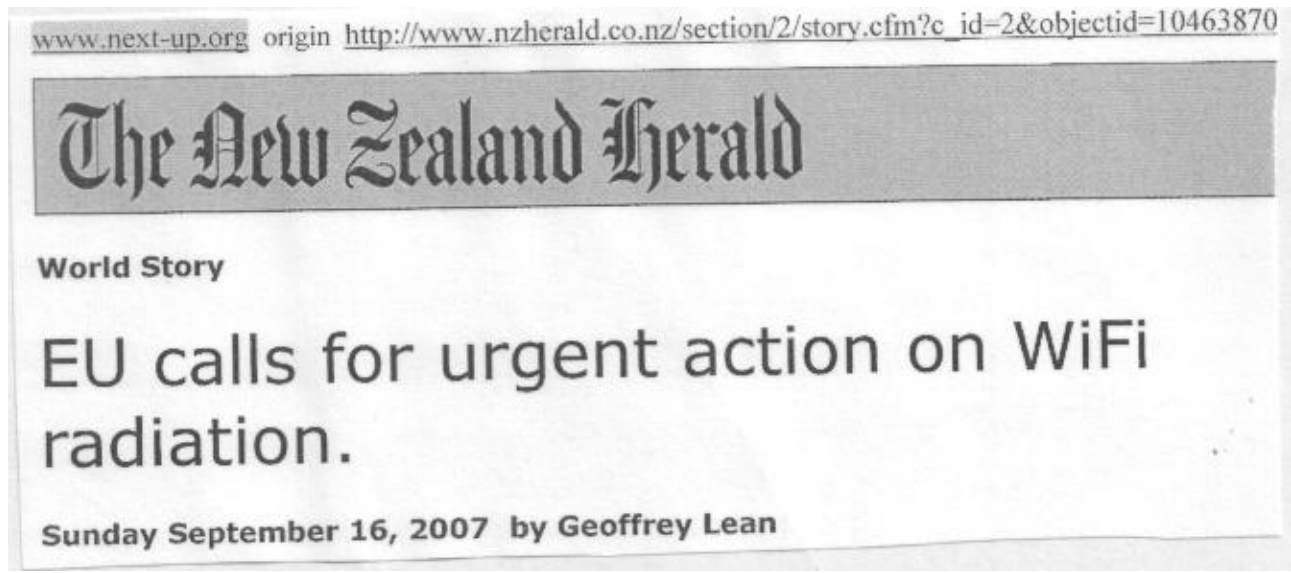 www.next-up.org origin http://www.nzherald.co.nz/section/2/story.cfm?c_id=2&objectid=10463870
The New Zealand Herald
World Story
EU calls for urgent action on WiFi
radiation.
Sunday September 16, 2007 by Geoffrey Lean